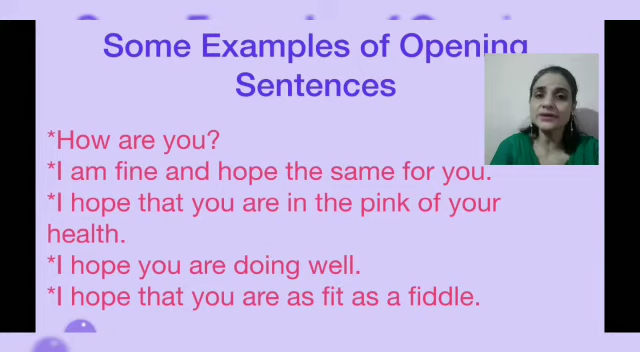 Some Examples of Opening
Sentences
*How are you?
*I am fine and hope the same for you.
*I hope that you are in the pink of your
health.
*I hope you are doing well.
*I hope that you are as fit as a fiddle.